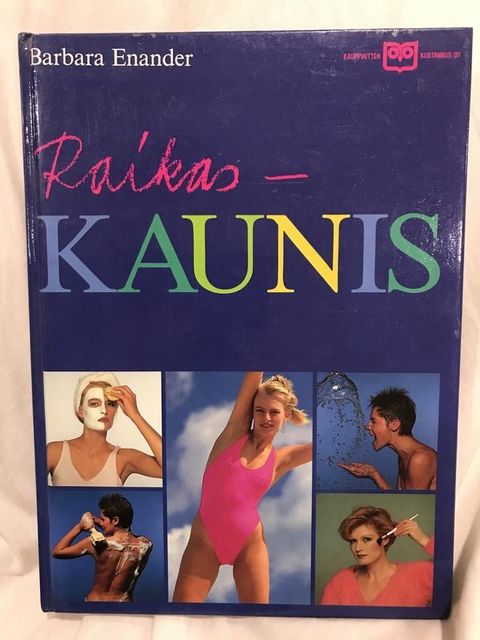 Barbara Enander
KAUPPIAITTEN KUSTANNUS OY
Raikas –
KAUNIS